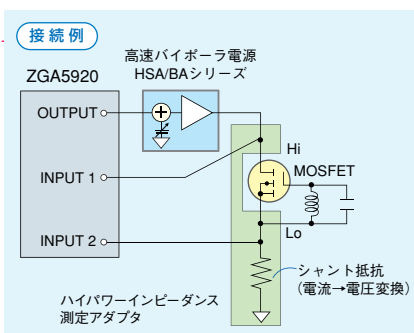 接続例
高速バイポーラ電源
HSA/BAシリーズ
ZGA5920
OUTPUT
INPUT 1
INPUT 2
Hi
MOSFET
Lo
シャント抵抗
(電流→電圧変換)
ハイパワーインピーダンス
測定アダプタ